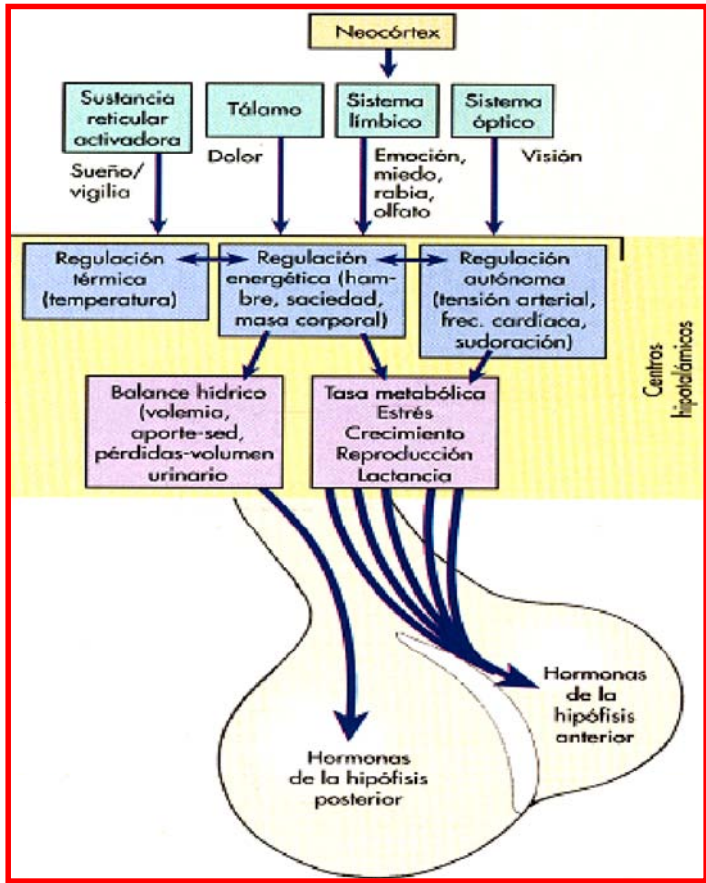 Neocórtex
Sustancia
reticular
activadora
Tálamo
Sistema
límbico
Sistema
óptico
Sueño/
vigilia
Dolor
Emoción,
miedo,
rabia,
olfato
Visión
Regulación
térmica
(temperatura)
Regulación
energética (ham-
bre, saciedad,
masa corporal)
Regulación
autónoma
(tensión arterial,
frec. cardíaca,
sudoración)
Centros
hipotalámicos
Balance hídrico
(volemia,
aporte-sed,
pérdidas-volumen
urinario
Tasa metabólica
Estrés
Crecimiento
Reproducción
Lactancia
Hormonas
de la
hipófisis
anterior
Hormonas
de la hipófisis
posterior